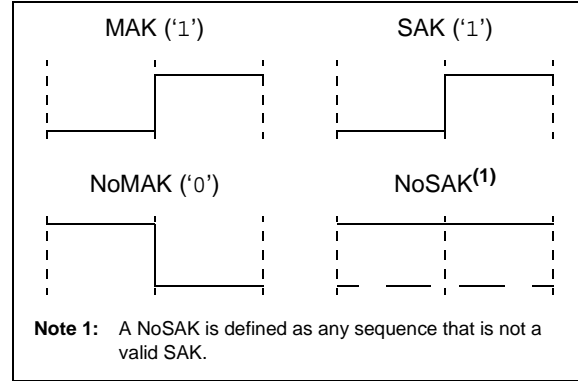 MAK (‘1’)
SAK (‘1’)
NoMAK (‘0’)
NoSAK(1)
Note 1: A NoSAK is defined as any sequence that is not a
valid SAK.